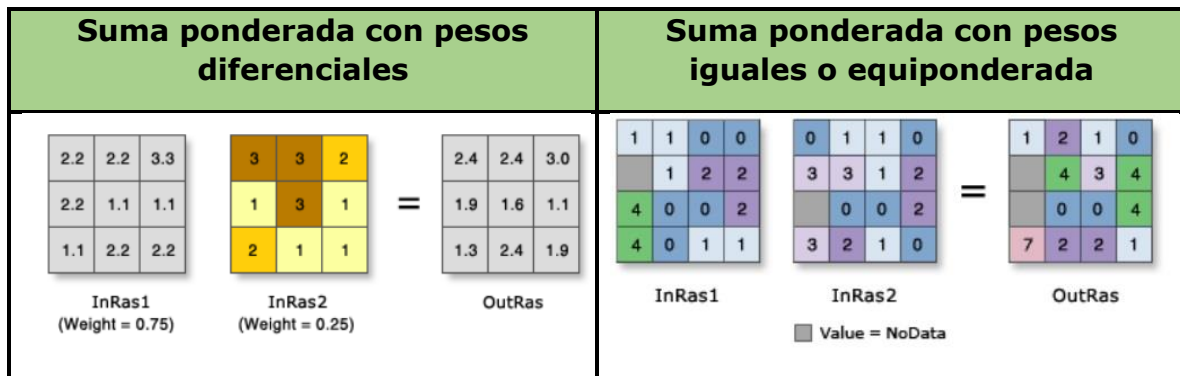 Suma ponderada con pesos
diferenciales
Suma ponderada con pesos
iguales o equiponderada
2.2 2.2 3.3
2.2 1.1 1.1
1.1 2.2 2.2
InRas1
(Weight = 0.75)
3 3 2
1 3 1
2 1 1
InRas2
(Weight = 0.25)
=
2.4 2.4 3.0
1.9 1.6 1.1
1.3 2.4 1.9
OutRas
1 1 0 0
1 2 2
4 0 0 2
4 0 1 1
InRas1
0 1 1 0
3 3 1 2
0 0 2
3 2 1 0
InRas2
=
1 2 1 0
4 3 4
0 0 4
7 2 2 1
OutRas
Value = NoData